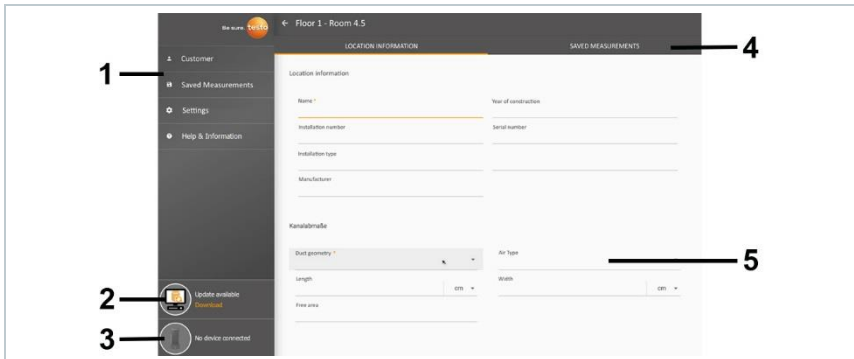 Be sure. testo
← Floor 1 - Room 4.5
LOCATION INFORMATION
SAVED MEASUREMENTS
4
1
Customer
Saved Measurements
Settings
Help & Information
Location information
Name *
Year of construction
Installation number
Serial number
Installation type
Manufacturer
Kanalabmaße
Duct geometry *
Air Type
5
Length
cm
Width
cm
Free area
2
Update available
Download
3
No device connected